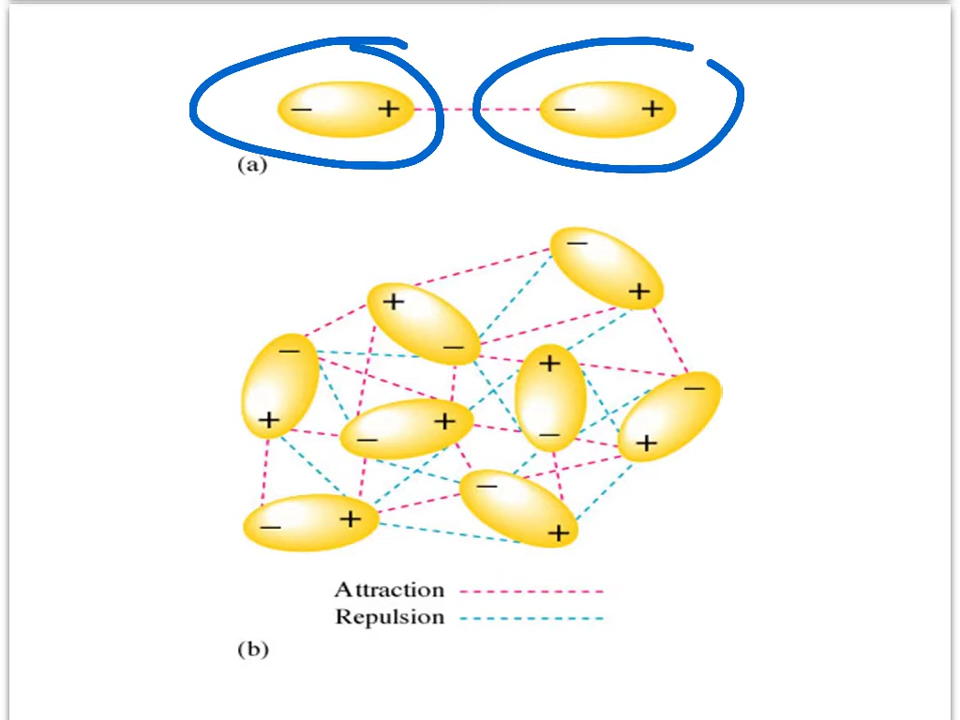 − + − +
(a)
−
+
+
−
− + −
+ − + −
− + +
−
− +
+
Attraction
Repulsion
(b)